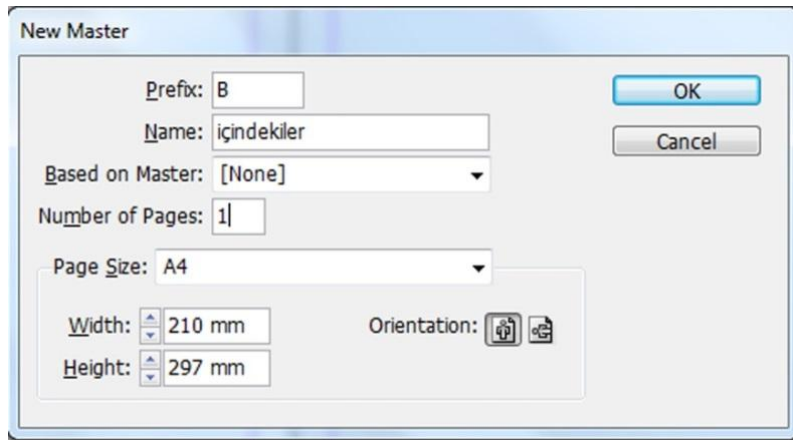 New Master
Prefix: B
OK
Name: içindekiler
Cancel
Based on Master: [None]
Number of Pages: 1
Page Size: A4
Width: 210 mm
Orientation:
Height: 297 mm